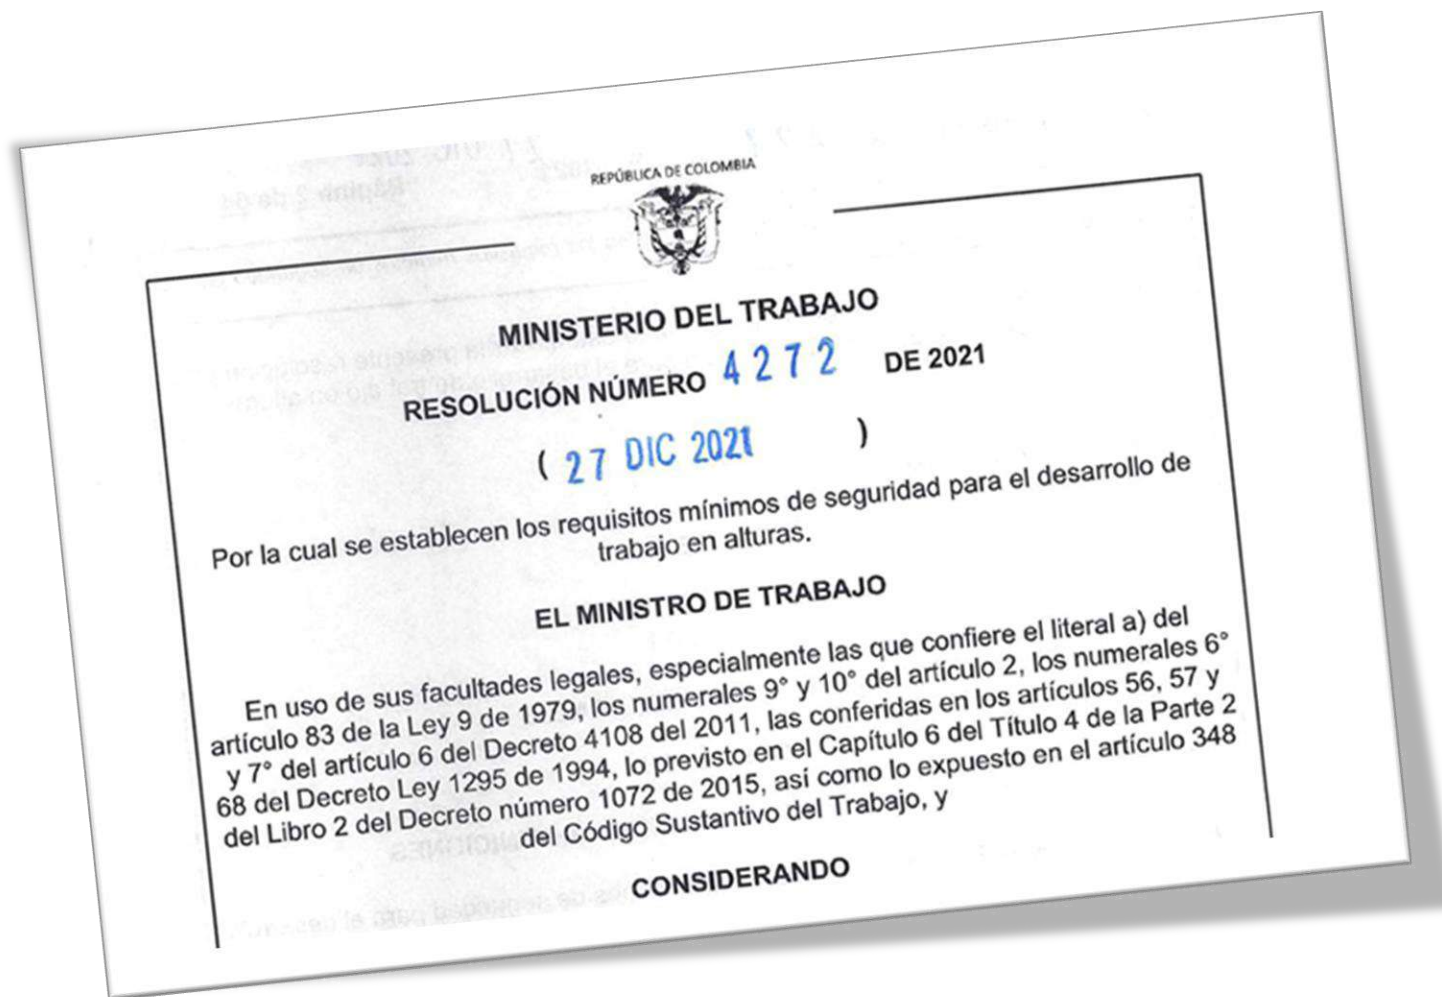 REPÚBLICA DE COLOMBIA
MINISTERIO DEL TRABAJO
RESOLUCIÓN NÚMERO 4272 DE 2021
( 27 DIC 2021 )
Por la cual se establecen los requisitos mínimos de seguridad para el desarrollo de
trabajo en alturas.
EL MINISTRO DE TRABAJO
En uso de sus facultades legales, especialmente las que confiere el literal a) del
artículo 83 de la Ley 9 de 1979, los numerales 9° y 10° del artículo 2, los numerales 6°
y 7° del artículo 6 del Decreto 4108 del 2011, las conferidas en los artículos 56, 57 y
68 del Decreto Ley 1295 de 1994, lo previsto en el Capítulo 6 del Título 4 de la Parte 2
del Libro 2 del Decreto número 1072 de 2015, así como lo expuesto en el artículo 348
del Código Sustantivo del Trabajo, y
CONSIDERANDO